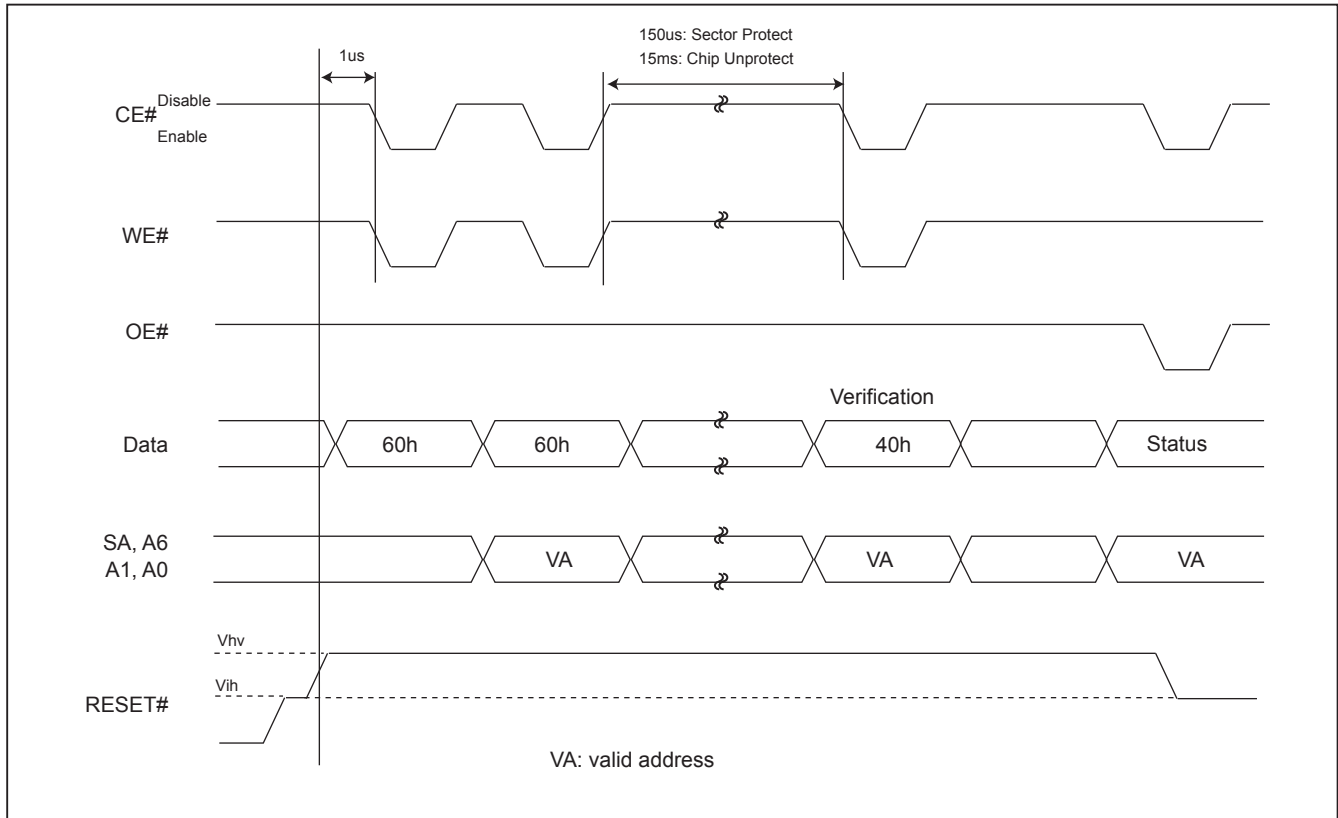 150us: Sector Protect
15ms: Chip Unprotect
1us
CE#
Disable
Enable
WE#
OE#
Verification
Data
60h
60h
40h
Status
SA, A6
A1, A0
VA
VA
VA
Vhv
Vih
RESET#
VA: valid address